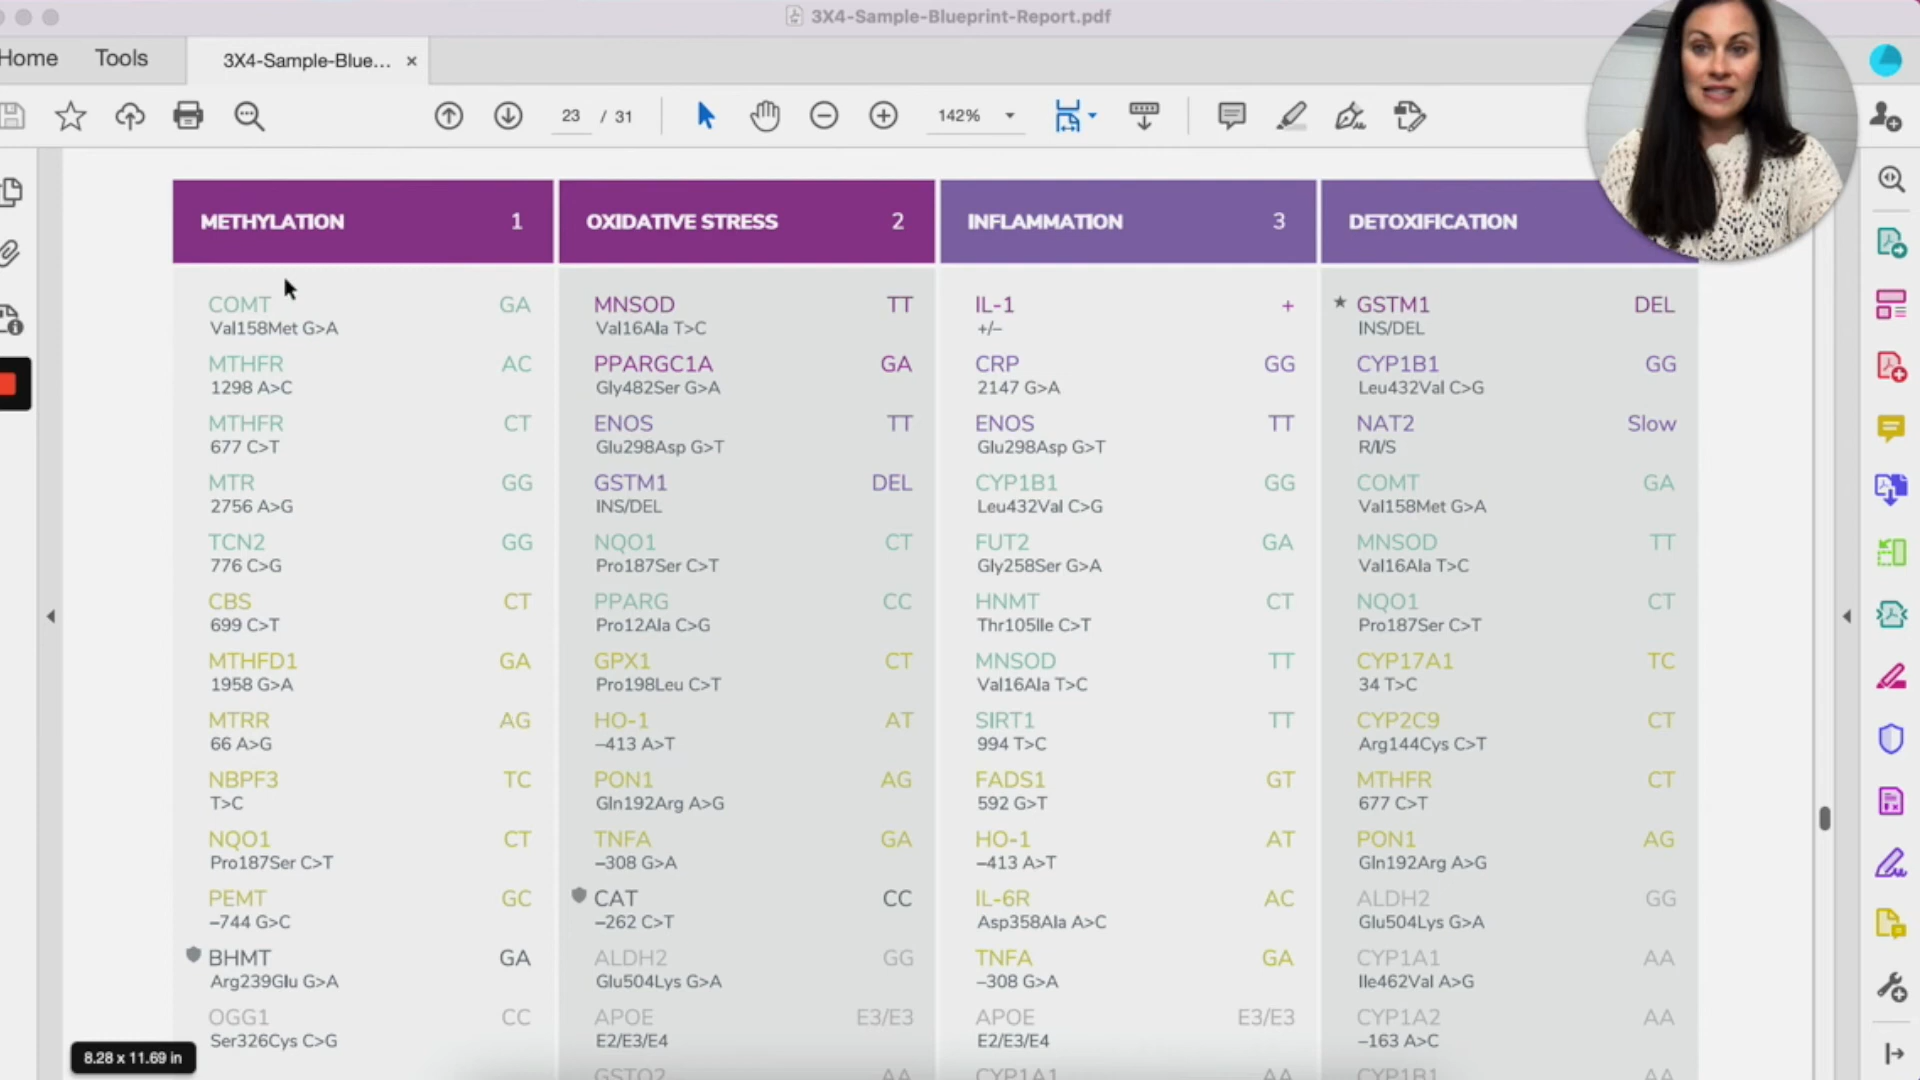 3X4-Sample-Blueprint-Report.pdf
Home
Tools
3X4-Sample-Blue...
23 / 31
142%
METHYLATION 1
COMT GA
Val158Met G>A
MTHFR AC
1298 A>C
MTHFR CT
677 C>T
MTR GG
2756 A>G
TCN2 GG
776 C>G
CBS CT
699 C>T
MTHFD1 GA
1958 G>A
MTRR AG
66 A>G
NBPF3 TC
T>C
NQO1 CT
Pro187Ser C>T
PEMT GC
–744 G>C
BHMT GA
Arg239Glu G>A
OGG1 CC
Ser326Cys C>G
OXIDATIVE STRESS 2
MNSOD TT
Val16Ala T>C
PPARGC1A GA
Gly482Ser G>A
ENOS TT
Glu298Asp G>T
GSTM1 DEL
INS/DEL
NQO1 CT
Pro187Ser C>T
PPARG CC
Pro12Ala C>G
GPX1 CT
Pro198Leu C>T
HO-1 AT
–413 A>T
PON1 AG
Gln192Arg A>G
TNFA GA
–308 G>A
CAT CC
–262 C>T
ALDH2 GG
Glu504Lys G>A
APOE E3/E3
E2/E3/E4
GSTO2 AA
INFLAMMATION 3
IL-1 +
+/–
CRP GG
2147 G>A
ENOS TT
Glu298Asp G>T
CYP1B1 GG
Leu432Val C>G
FUT2 GA
Gly258Ser G>A
HNMT CT
Thr105Ile C>T
MNSOD TT
Val16Ala T>C
SIRT1 TT
994 T>C
FADS1 GT
592 G>T
HO-1 AT
–413 A>T
IL-6R AC
Asp358Ala A>C
TNFA GA
–308 G>A
APOE E3/E3
E2/E3/E4
CYP1A1 AA
DETOXIFICATION
GSTM1 DEL
INS/DEL
CYP1B1 GG
Leu432Val C>G
NAT2 Slow
R/I/S
COMT GA
Val158Met G>A
MNSOD TT
Val16Ala T>C
NQO1 CT
Pro187Ser C>T
CYP17A1 TC
34 T>C
CYP2C9 CT
Arg144Cys C>T
MTHFR CT
677 C>T
PON1 AG
Gln192Arg A>G
ALDH2 GG
Glu504Lys G>A
CYP1A1 AA
Ile462Val A>G
CYP1A2 AA
–163 A>C
CYP1B1 AA
8.28 x 11.69 in